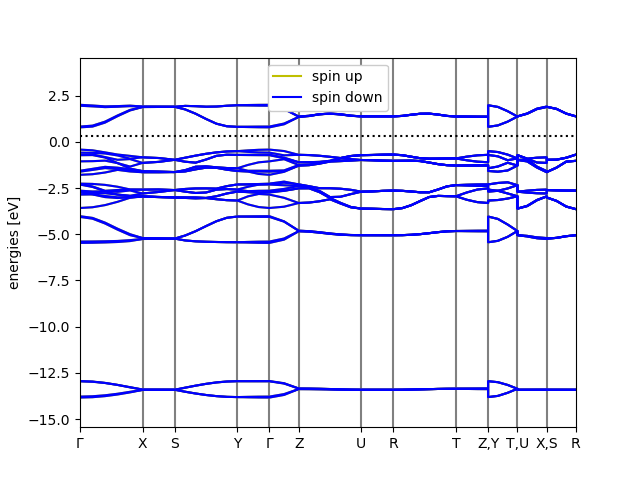 spin up
spin down
energies [eV]
2.5
0.0
−2.5
−5.0
−7.5
−10.0
−12.5
−15.0
Γ X S Y Γ Z U R T Z,Y T,U X,S R